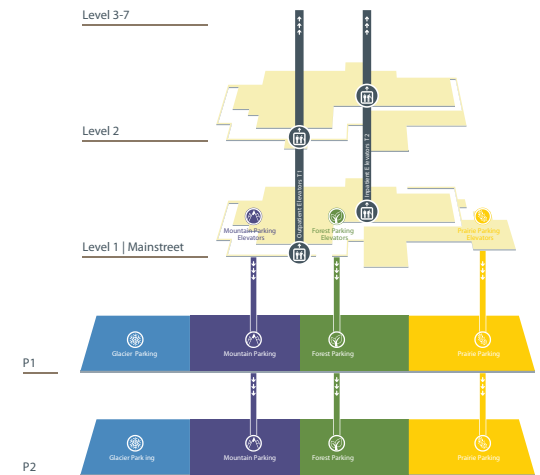 Level 3-7
Level 2
Outpatient Elevators T1
Inpatient Elevators T2
Mountain Parking
Elevators
Forest Parking
Elevators
Prairie Parking
Elevators
Level 1 | Mainstreet
Glacier Parking
Mountain Parking
Forest Parking
Prairie Parking
P1
Glacier Parking
Mountain Parking
Forest Parking
Prairie Parking
P2